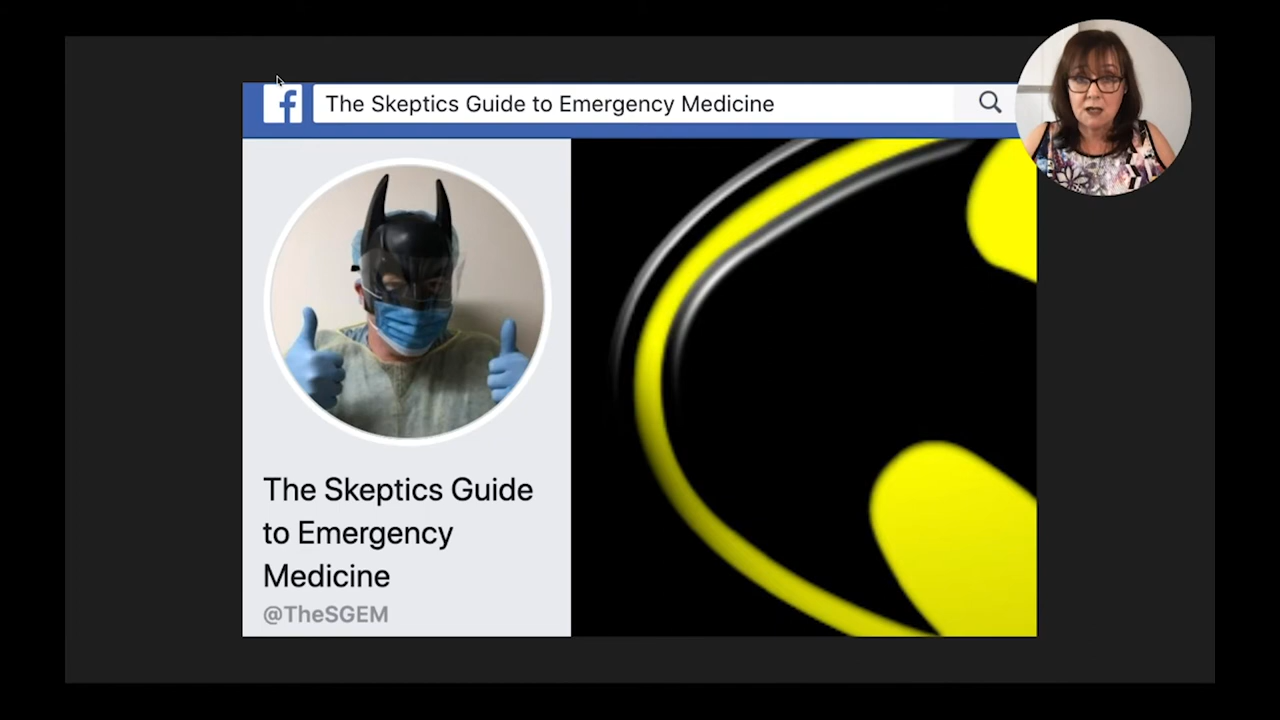 The Skeptics Guide to Emergency Medicine
The Skeptics Guide
to Emergency
Medicine
@TheSGEM